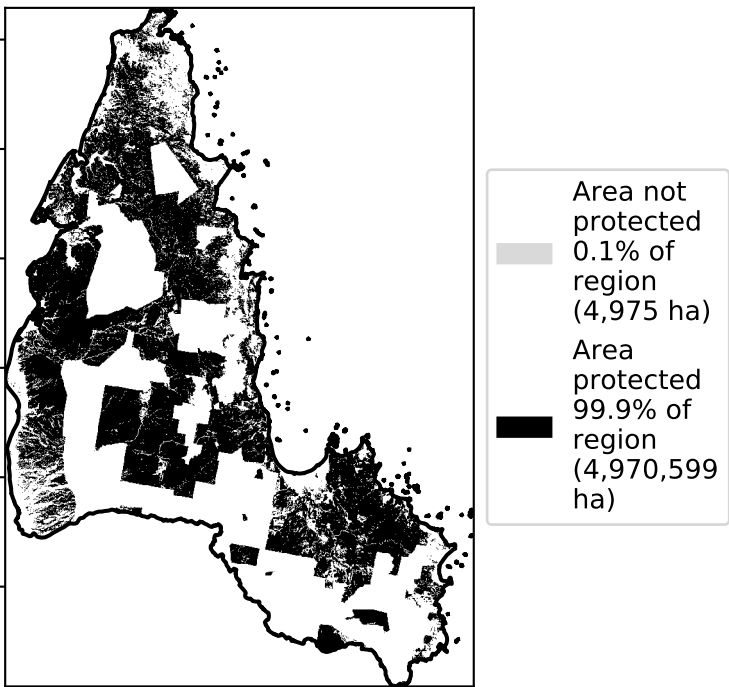 Area not
protected
0.1% of
region
(4,975 ha)
Area
protected
99.9% of
region
(4,970,599
ha)